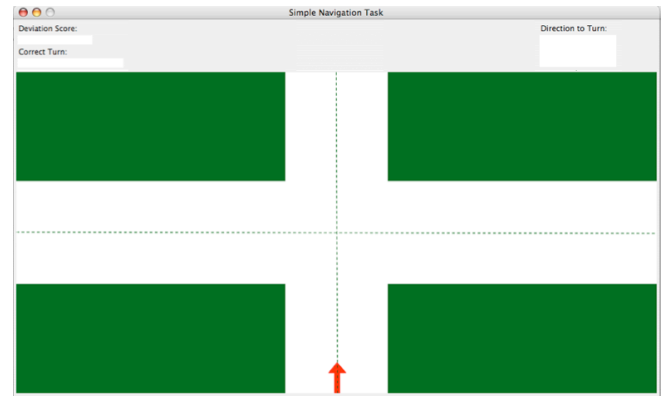 Simple Navigation Task
Deviation Score:
Direction to Turn:
Correct Turn: